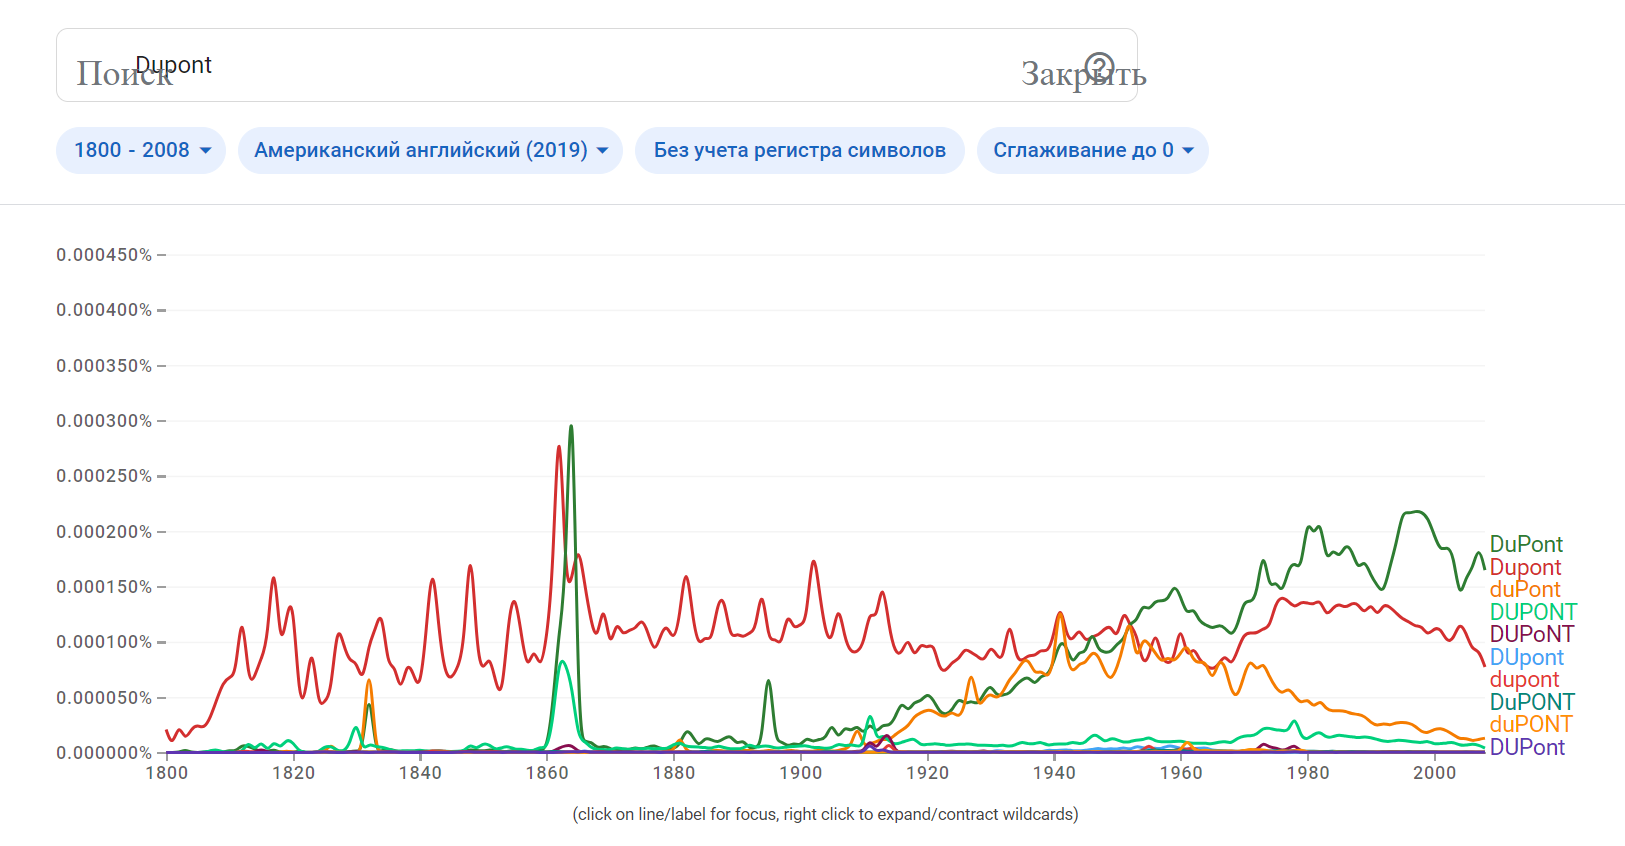 Dupont
Поиск Закрыть
1800 - 2008 Американский английский (2019) Без учета регистра символов Сглаживание до 0
0.000450%
0.000400%
0.000350%
0.000300%
0.000250%
0.000200%
0.000150%
0.000100%
0.000050%
0.000000%
1800 1820 1840 1860 1880 1900 1920 1940 1960 1980 2000
DuPont
Dupont
duPont
DUPONT
DUPoNT
DUpont
dupont
DuPONT
duPONT
DUPont
(click on line/label for focus, right click to expand/contract wildcards)